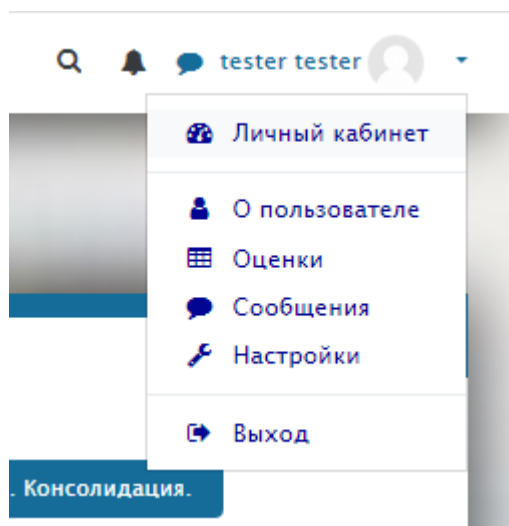 tester tester
Личный кабинет
О пользователе
Оценки
Сообщения
Настройки
Выход
. Консолидация.